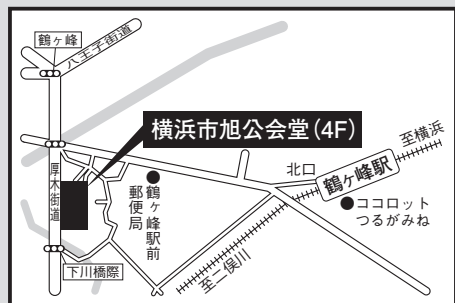 鶴ヶ峰
八王子街道
横浜市旭公会堂(4F)
至横浜
北口
鶴ヶ峰駅
厚木街道
鶴ヶ峰駅前
郵便局
ココロット
つるがみね
至二俣川
下川橋際